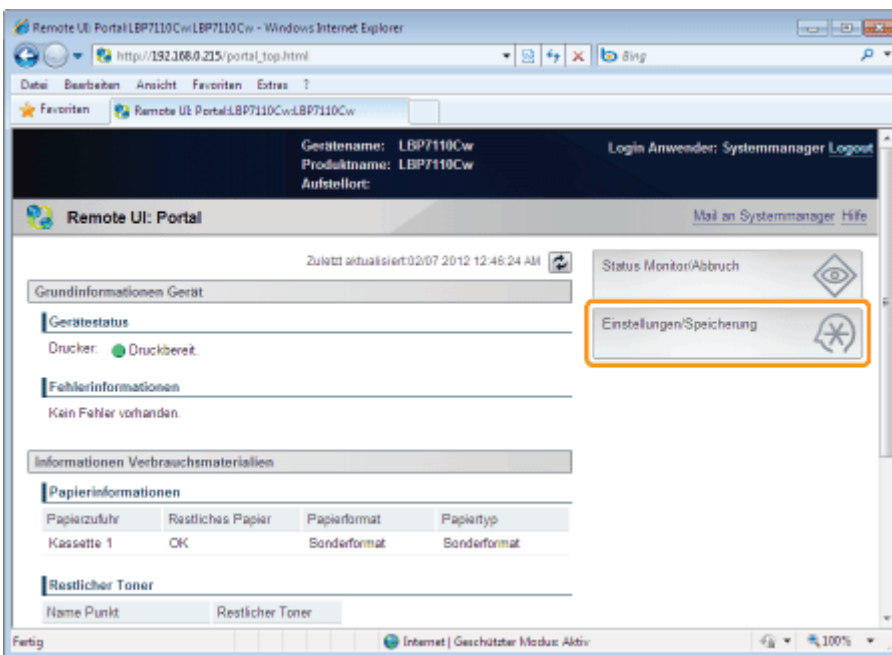 Remote UI: Portal:LBP7110Cw:LBP7110Cw - Windows Internet Explorer
http://192.168.0.215/portal_top.html
Bing
Datei Bearbeiten Ansicht Favoriten Extras ?
Favoriten Remote UI: Portal:LBP7110Cw:LBP7110Cw
Gerätename: LBP7110Cw
Produktname: LBP7110Cw
Aufstellort:
Login Anwender: Systemmanager Logout
Remote UI: Portal
Mail an Systemmanager Hilfe
Zuletzt aktualisiert:02/07 2012 12:46:24 AM
Status Monitor/Abbruch
Grundinformationen Gerät
Einstellungen/Speicherung
Gerätestatus
Drucker: Druckbereit.
Fehlerinformationen
Kein Fehler vorhanden.
Informationen Verbrauchsmaterialien
Papierinformationen
Papierzufuhr Restliches Papier Papierformat Papiertyp
Kassette 1 OK Sonderformat Sonderformat
Restlicher Toner
Name Punkt Restlicher Toner
Fertig Internet | Geschützter Modus: Aktiv 100%